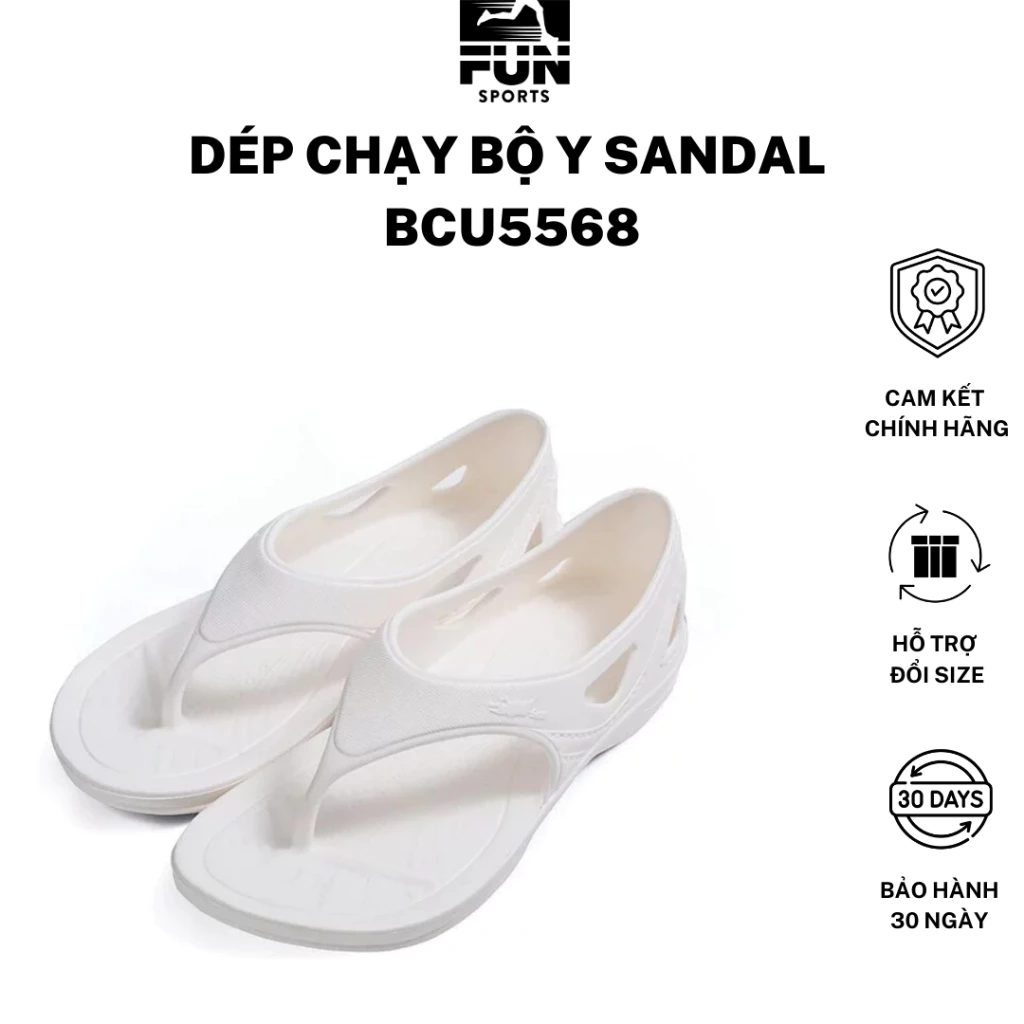 FUN
SPORTS
DÉP CHẠY BỘ Y SANDAL
BCU5568
CAM KẾT
CHÍNH HÃNG
HỖ TRỢ
ĐỔI SIZE
30 DAYS
BẢO HÀNH
30 NGÀY